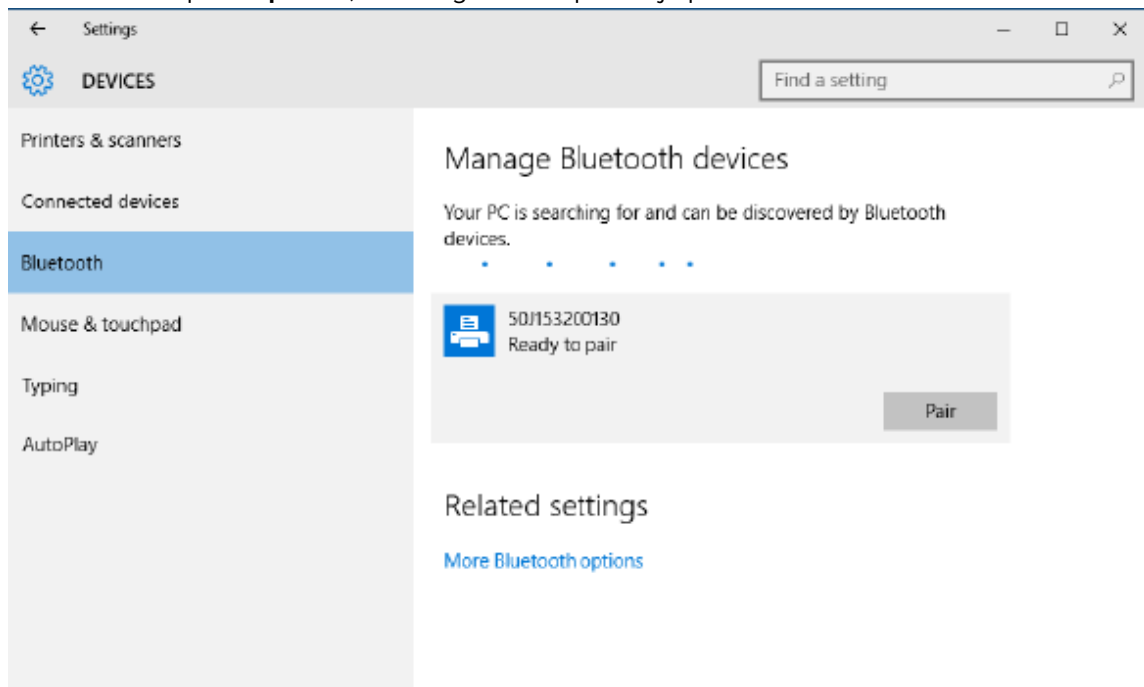 Settings
DEVICES
Find a setting
Printers & scanners
Connected devices
Bluetooth
Mouse & touchpad
Typing
AutoPlay
Manage Bluetooth devices
Your PC is searching for and can be discovered by Bluetooth
devices.
50J153200130
Ready to pair
Pair
Related settings
More Bluetooth options